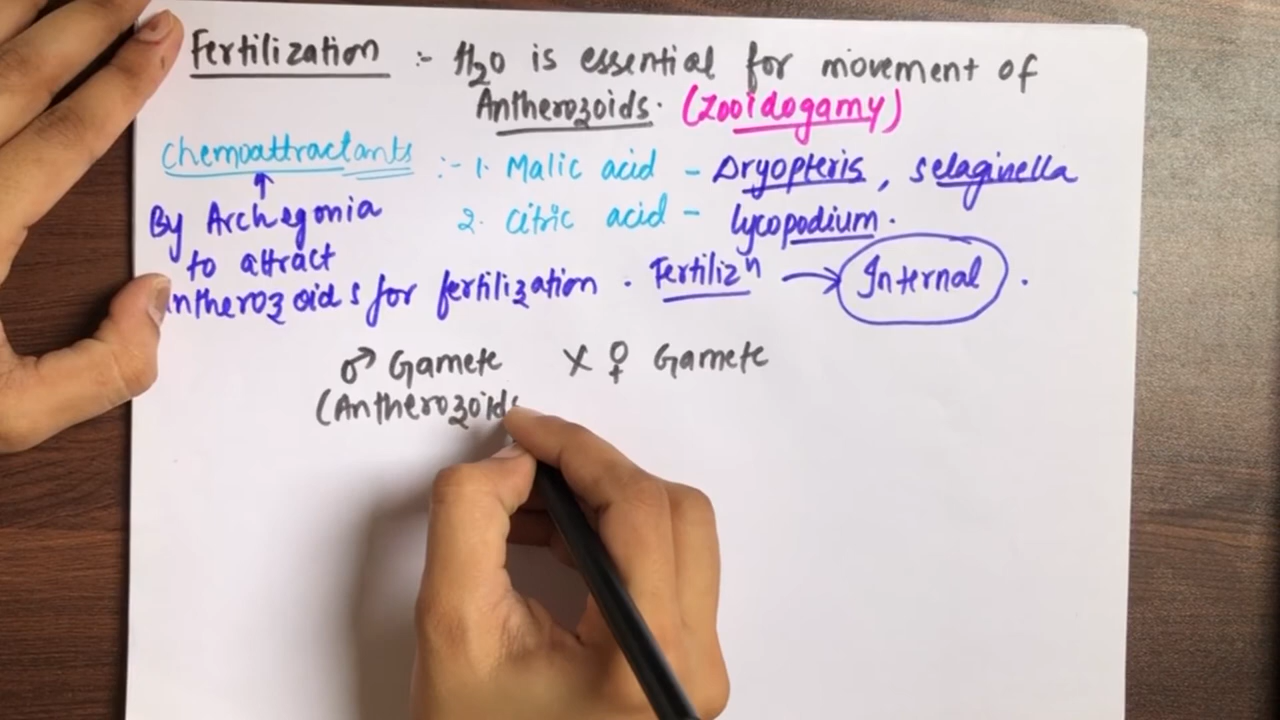 Fertilization :- H2O is essential for movement of
Antherozoids. (Zooidogamy)
Chemoattractants :- 1. Malic acid - Dryopteris, Selaginella
By Archegonia 2. Citric acid - Lycopodium.
to attract
antherozoids for fertilization. Fertilizn → Internal.
♂ Gamete × ♀ Gamete
(Antherozoids